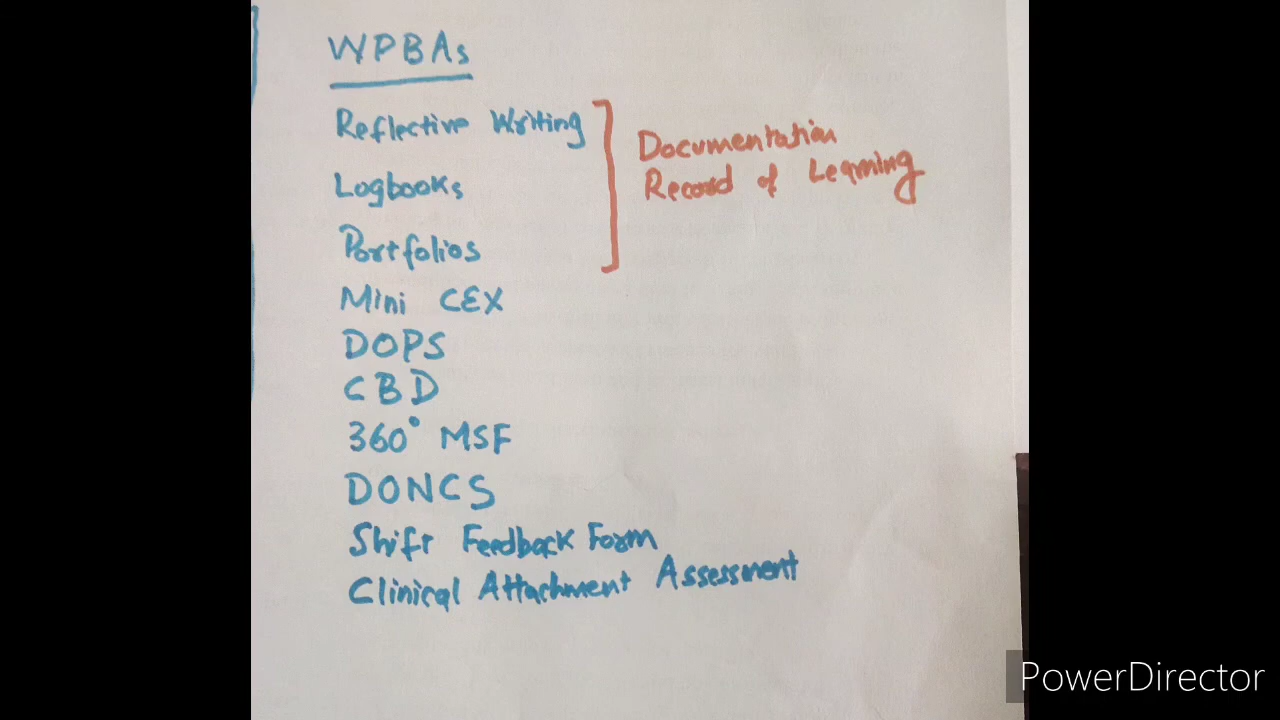 WPBAs
Reflective Writing
Logbooks
Portfolios
Documentation
Record of Learning
Mini CEX
DOPS
CBD
360° MSF
DONCS
Shift Feedback Form
Clinical Attachment Assessment
PowerDirector